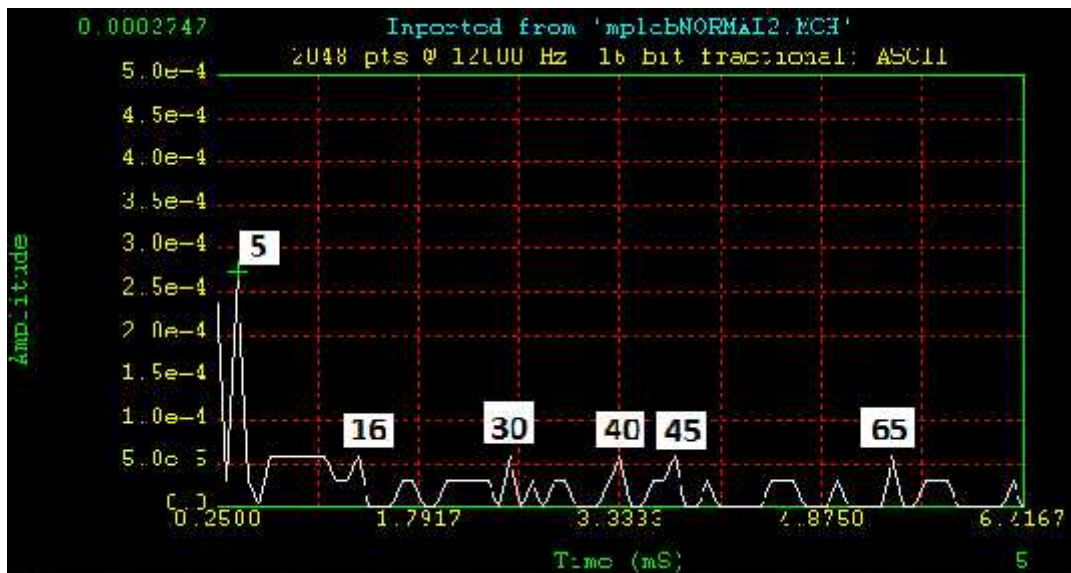 0.0002747
Imported from 'mplabNORMAL2.MCH'
2048 pts @ 12000 Hz 16 bit fractional: ASCII
5.0e-4
4.5e-4
4.0e-4
3.5e-4
3.0e-4
2.5e-4
2.0e-4
1.5e-4
1.0e-4
5.0e-5
0.0
5
16
30
40
45
65
0.2500
1.7917
3.3333
4.8750
6.4167
Amplitude
Time (mS)
5